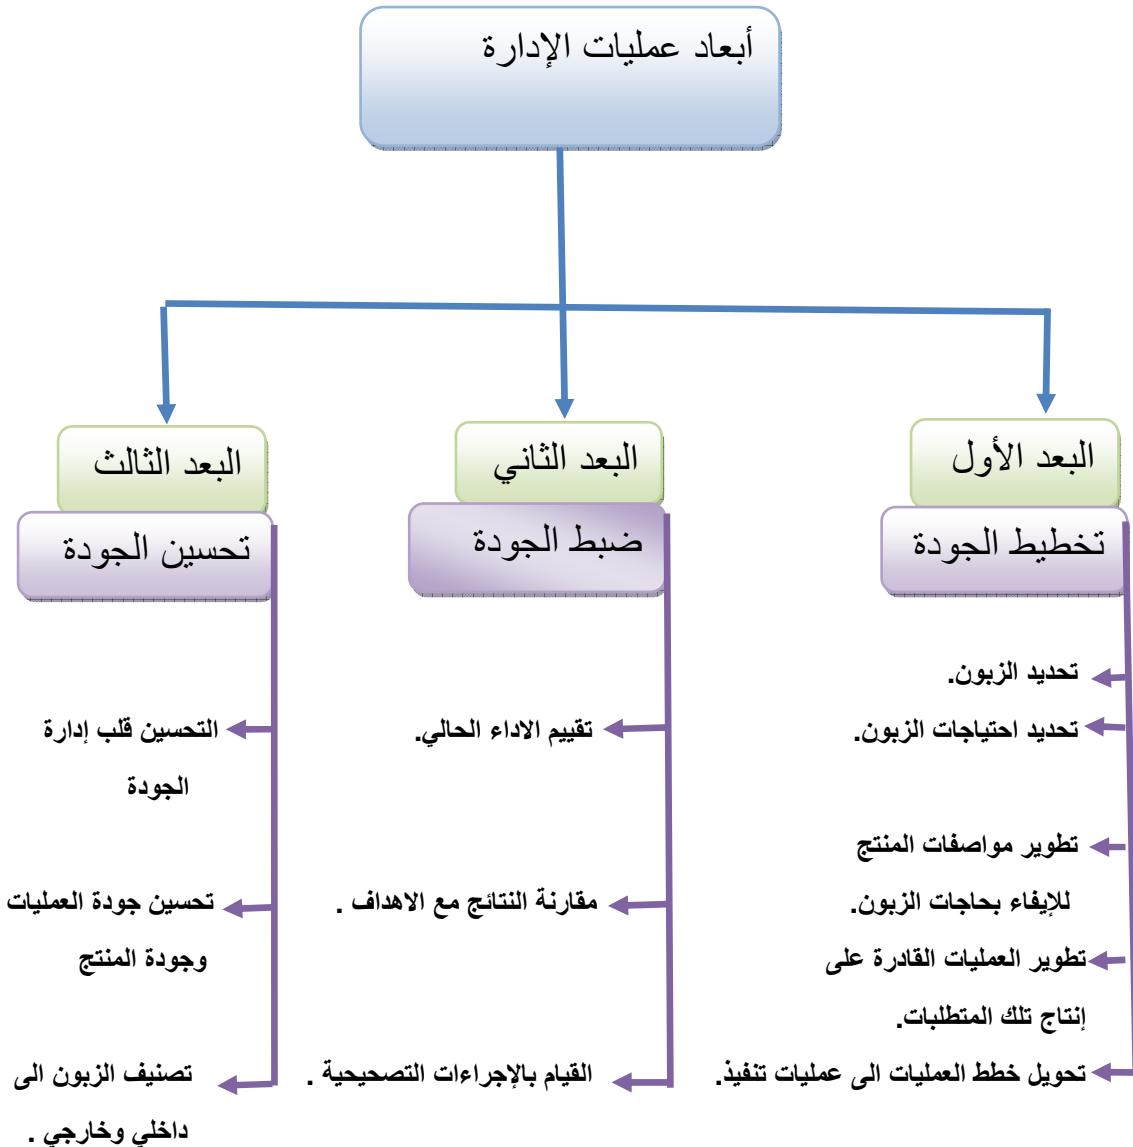 أبعاد عمليات الإدارة
البعد الأول
تخطيط الجودة
تحديد الزبون.
تحديد احتياجات الزبون.
تطوير مواصفات المنتج
للإيفاء بحاجات الزبون.
تطوير العمليات القادرة على
إنتاج تلك المتطلبات.
تحويل خطط العمليات الى عمليات تنفيذ.
البعد الثاني
ضبط الجودة
تقييم الاداء الحالي.
مقارنة النتائج مع الاهداف .
القيام بالإجراءات التصحيحية .
البعد الثالث
تحسين الجودة
التحسين قلب إدارة
الجودة
تحسين جودة العمليات
وجودة المنتج
تصنيف الزبون الى
داخلي وخارجي .